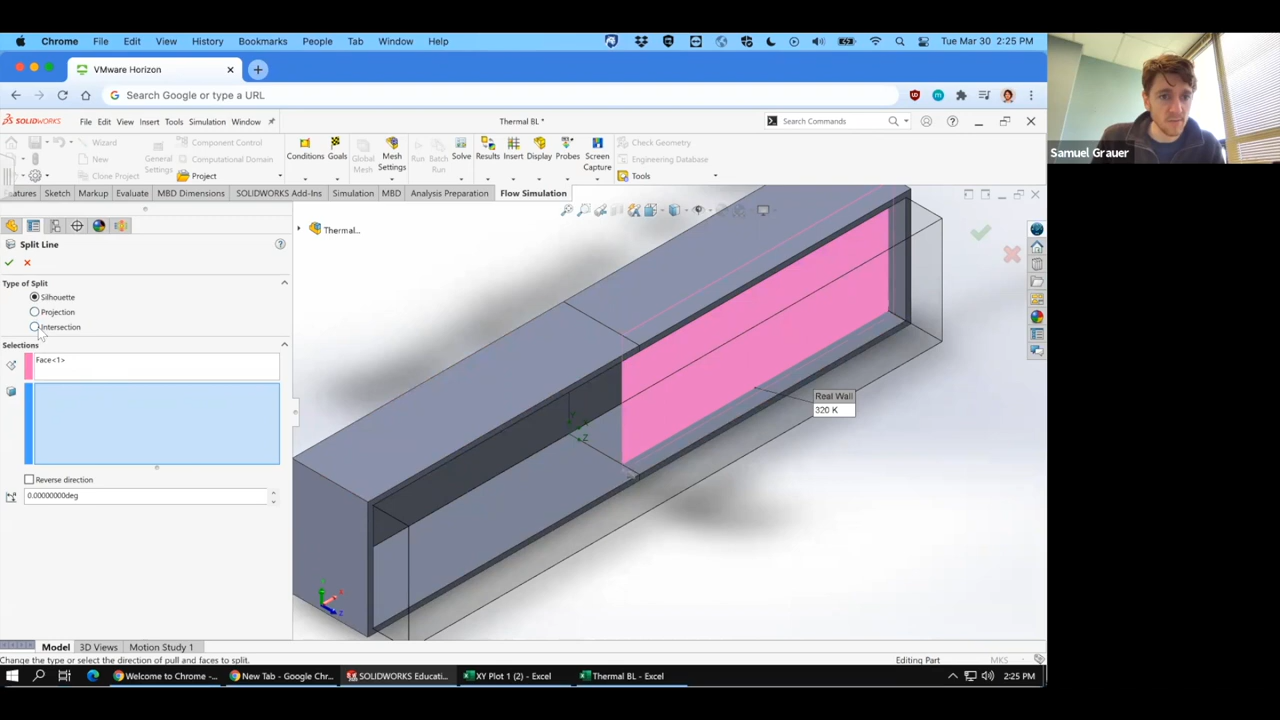 Chrome File Edit View History Bookmarks People Tab Window Help Tue Mar 30 2:25 PM
VMware Horizon
Search Google or type a URL
SOLIDWORKS File Edit View Insert Tools Simulation Window Thermal BL * Search Commands
Wizard
New
Clone Project
General Settings
Component Control
Computational Domain
Project
Conditions Goals Global Mesh Mesh Settings Run Batch Run Solve Results Insert Display Probes Screen Capture
Check Geometry
Engineering Database
Tools
eatures Sketch Markup Evaluate MBD Dimensions SOLIDWORKS Add-Ins Simulation MBD Analysis Preparation Flow Simulation
Samuel Grauer
Split Line
Thermal...
Type of Split
Silhouette
Projection
Intersection
Selections
Face<1>
Reverse direction
0.00000000deg
Real Wall
320 K
Y
Z
Model 3D Views Motion Study 1
Change the type or select the direction of pull and faces to split.
Editing Part MKS
Welcome to Chrome -... New Tab - Google Chr... SOLIDWORKS Educati... XY Plot 1 (2) - Excel Thermal BL - Excel 2:25 PM